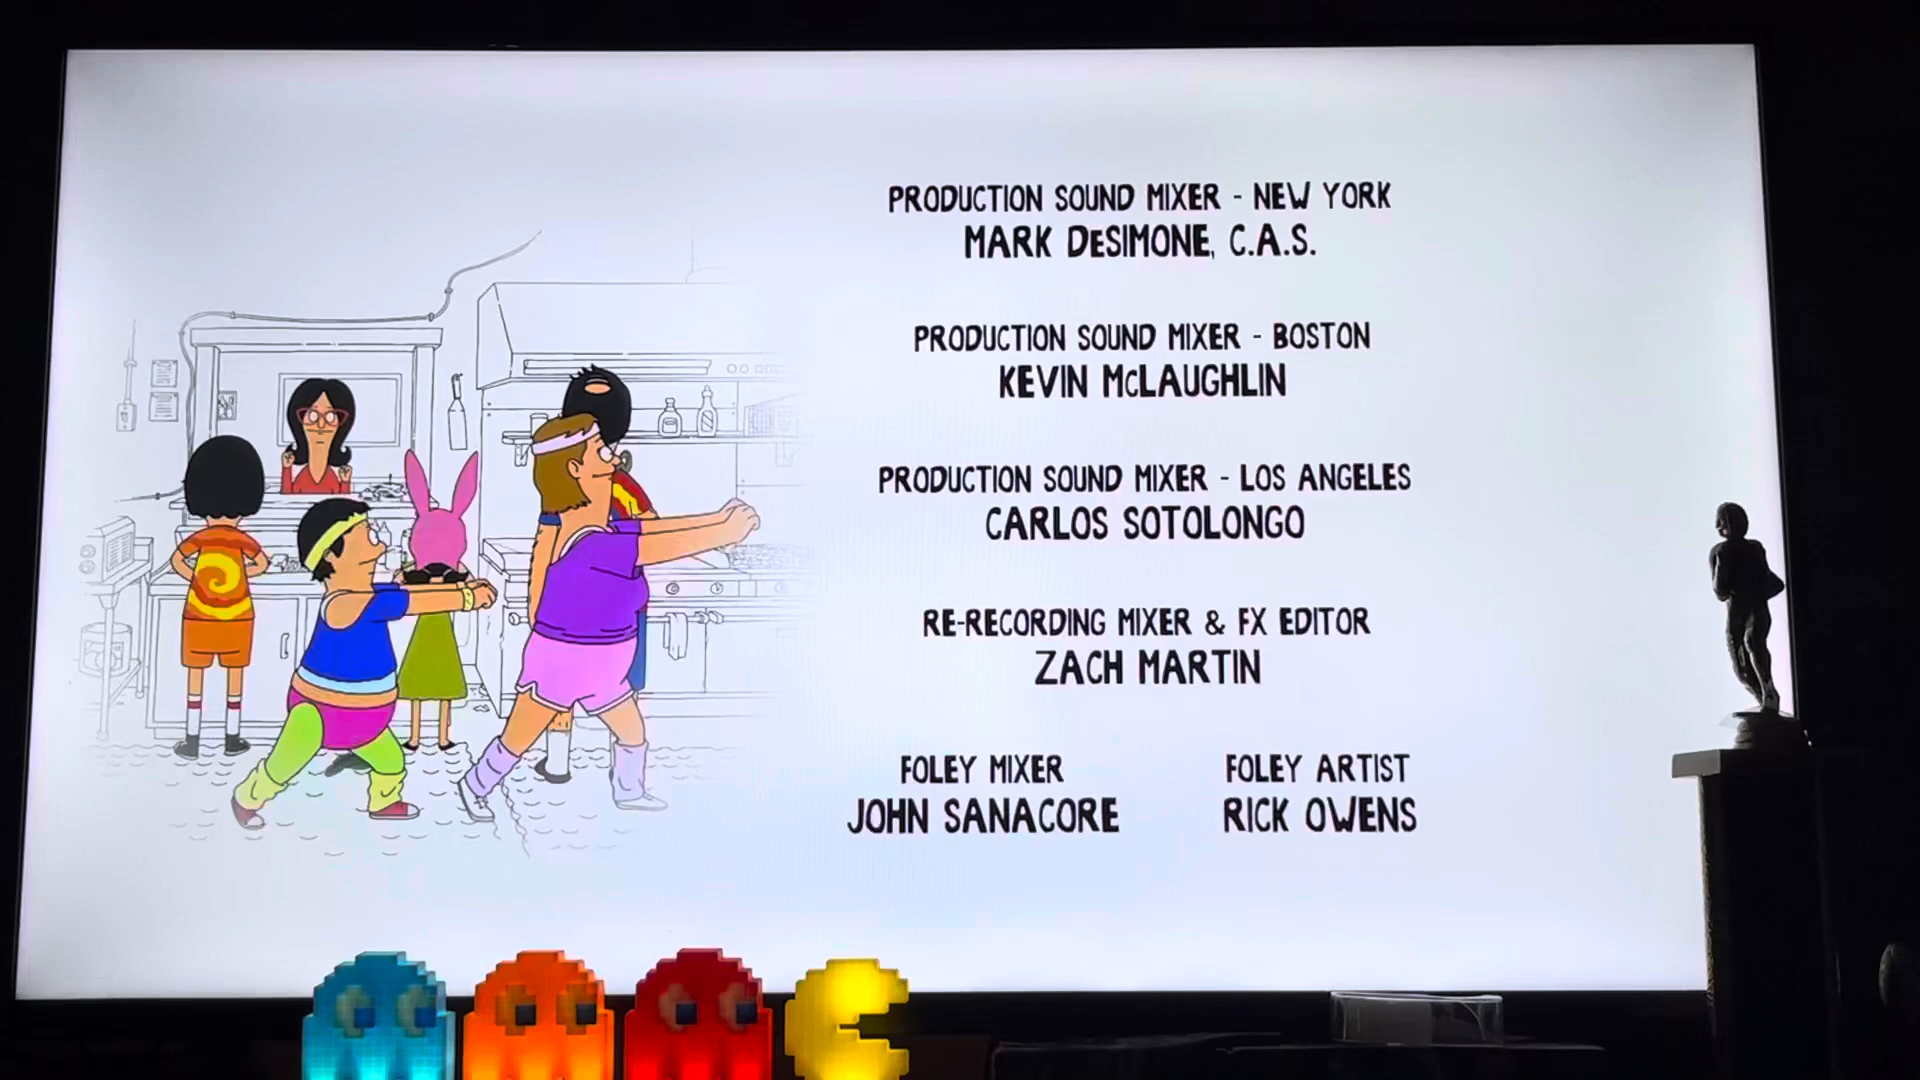 PRODUCTION SOUND MIXER - NEW YORK
MARK DeSIMONE, C.A.S.
PRODUCTION SOUND MIXER - BOSTON
KEVIN McLAUGHLIN
PRODUCTION SOUND MIXER - LOS ANGELES
CARLOS SOTOLONGO
RE-RECORDING MIXER & FX EDITOR
ZACH MARTIN
FOLEY MIXER FOLEY ARTIST
JOHN SANACORE RICK OWENS